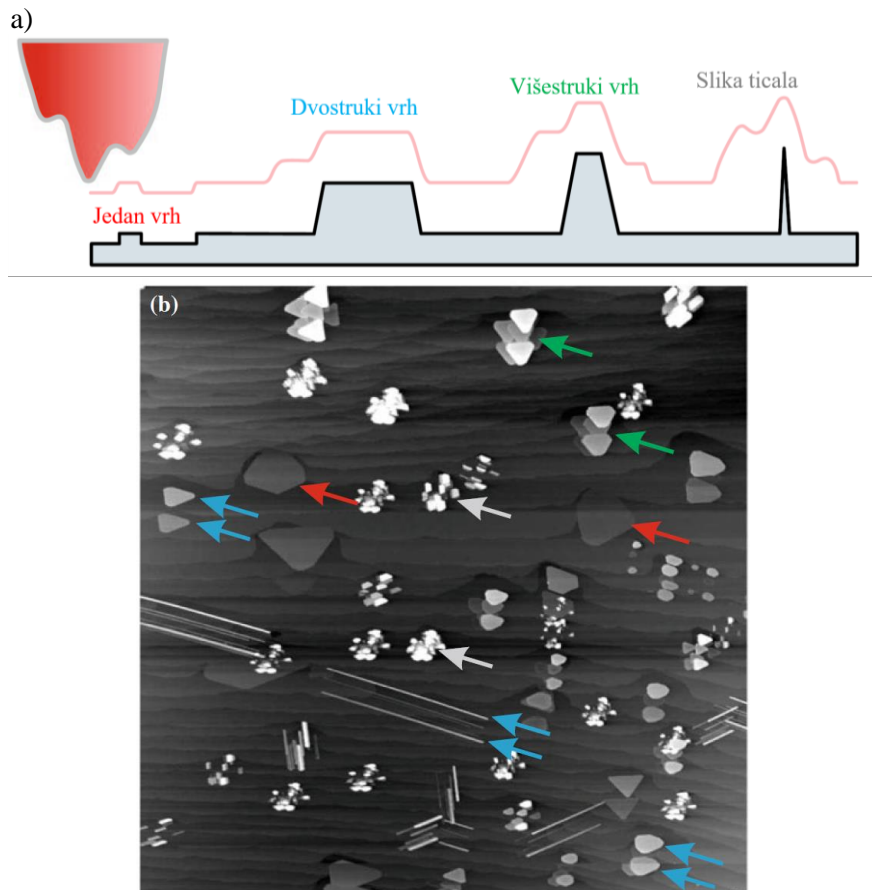 a)
Višestruki vrh
Slika ticala
Dvostruki vrh
Jedan vrh
(b)